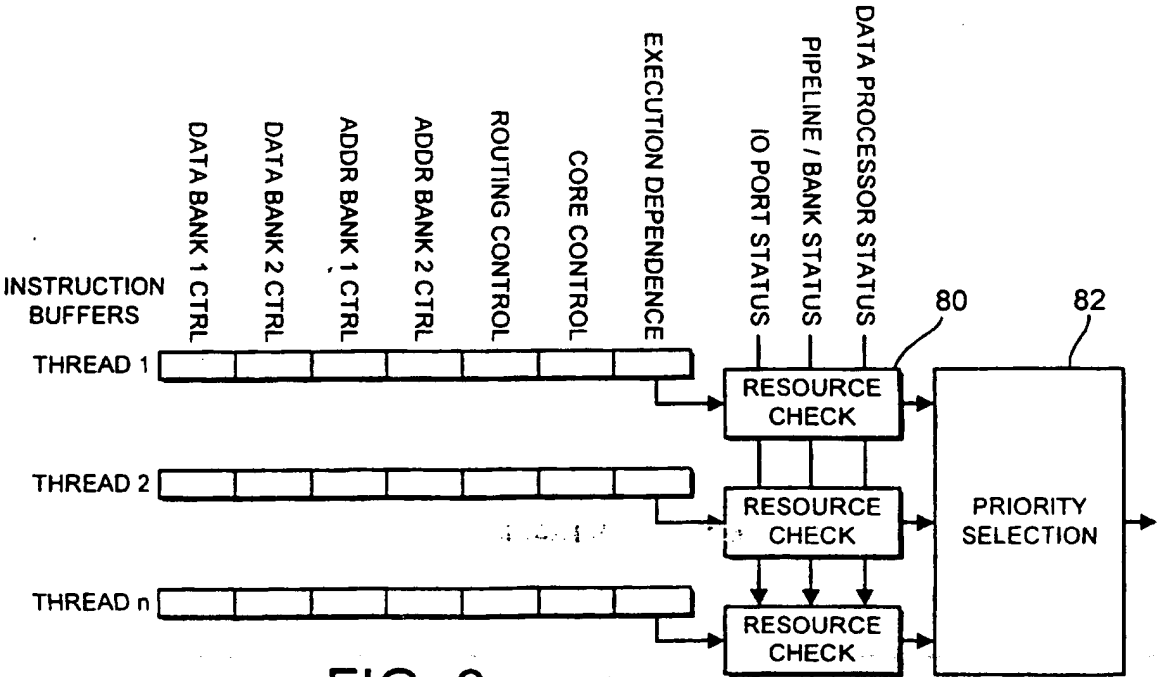 DATA BANK 1 CTRL
DATA BANK 2 CTRL
ADDR BANK 1 CTRL
ADDR BANK 2 CTRL
ROUTING CONTROL
CORE CONTROL
EXECUTION DEPENDENCE
IO PORT STATUS
PIPELINE / BANK STATUS
DATA PROCESSOR STATUS
INSTRUCTION
BUFFERS
80
82
THREAD 1
RESOURCE
CHECK
THREAD 2
RESOURCE
CHECK
PRIORITY
SELECTION
THREAD n
RESOURCE
CHECK